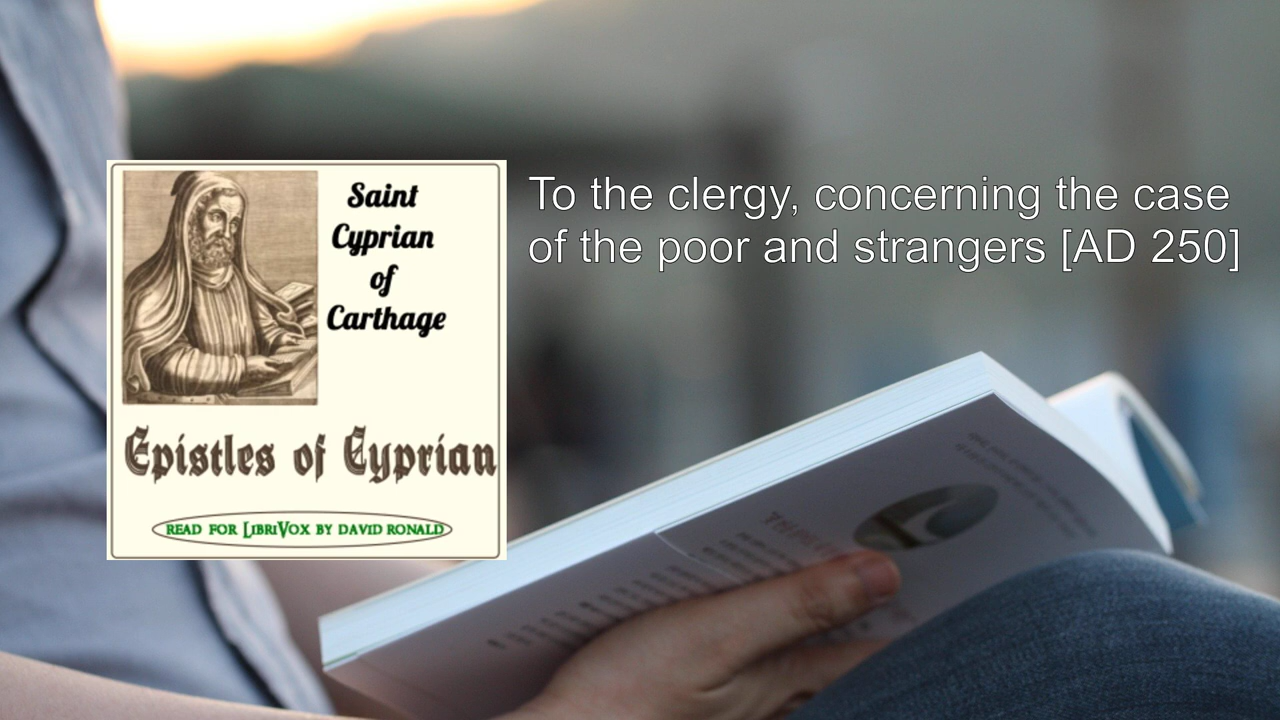 Saint
Cyprian
of
Carthage
Epistles of Cyprian
READ FOR LIBRIVOX BY DAVID RONALD
To the clergy, concerning the case
of the poor and strangers [AD 250]